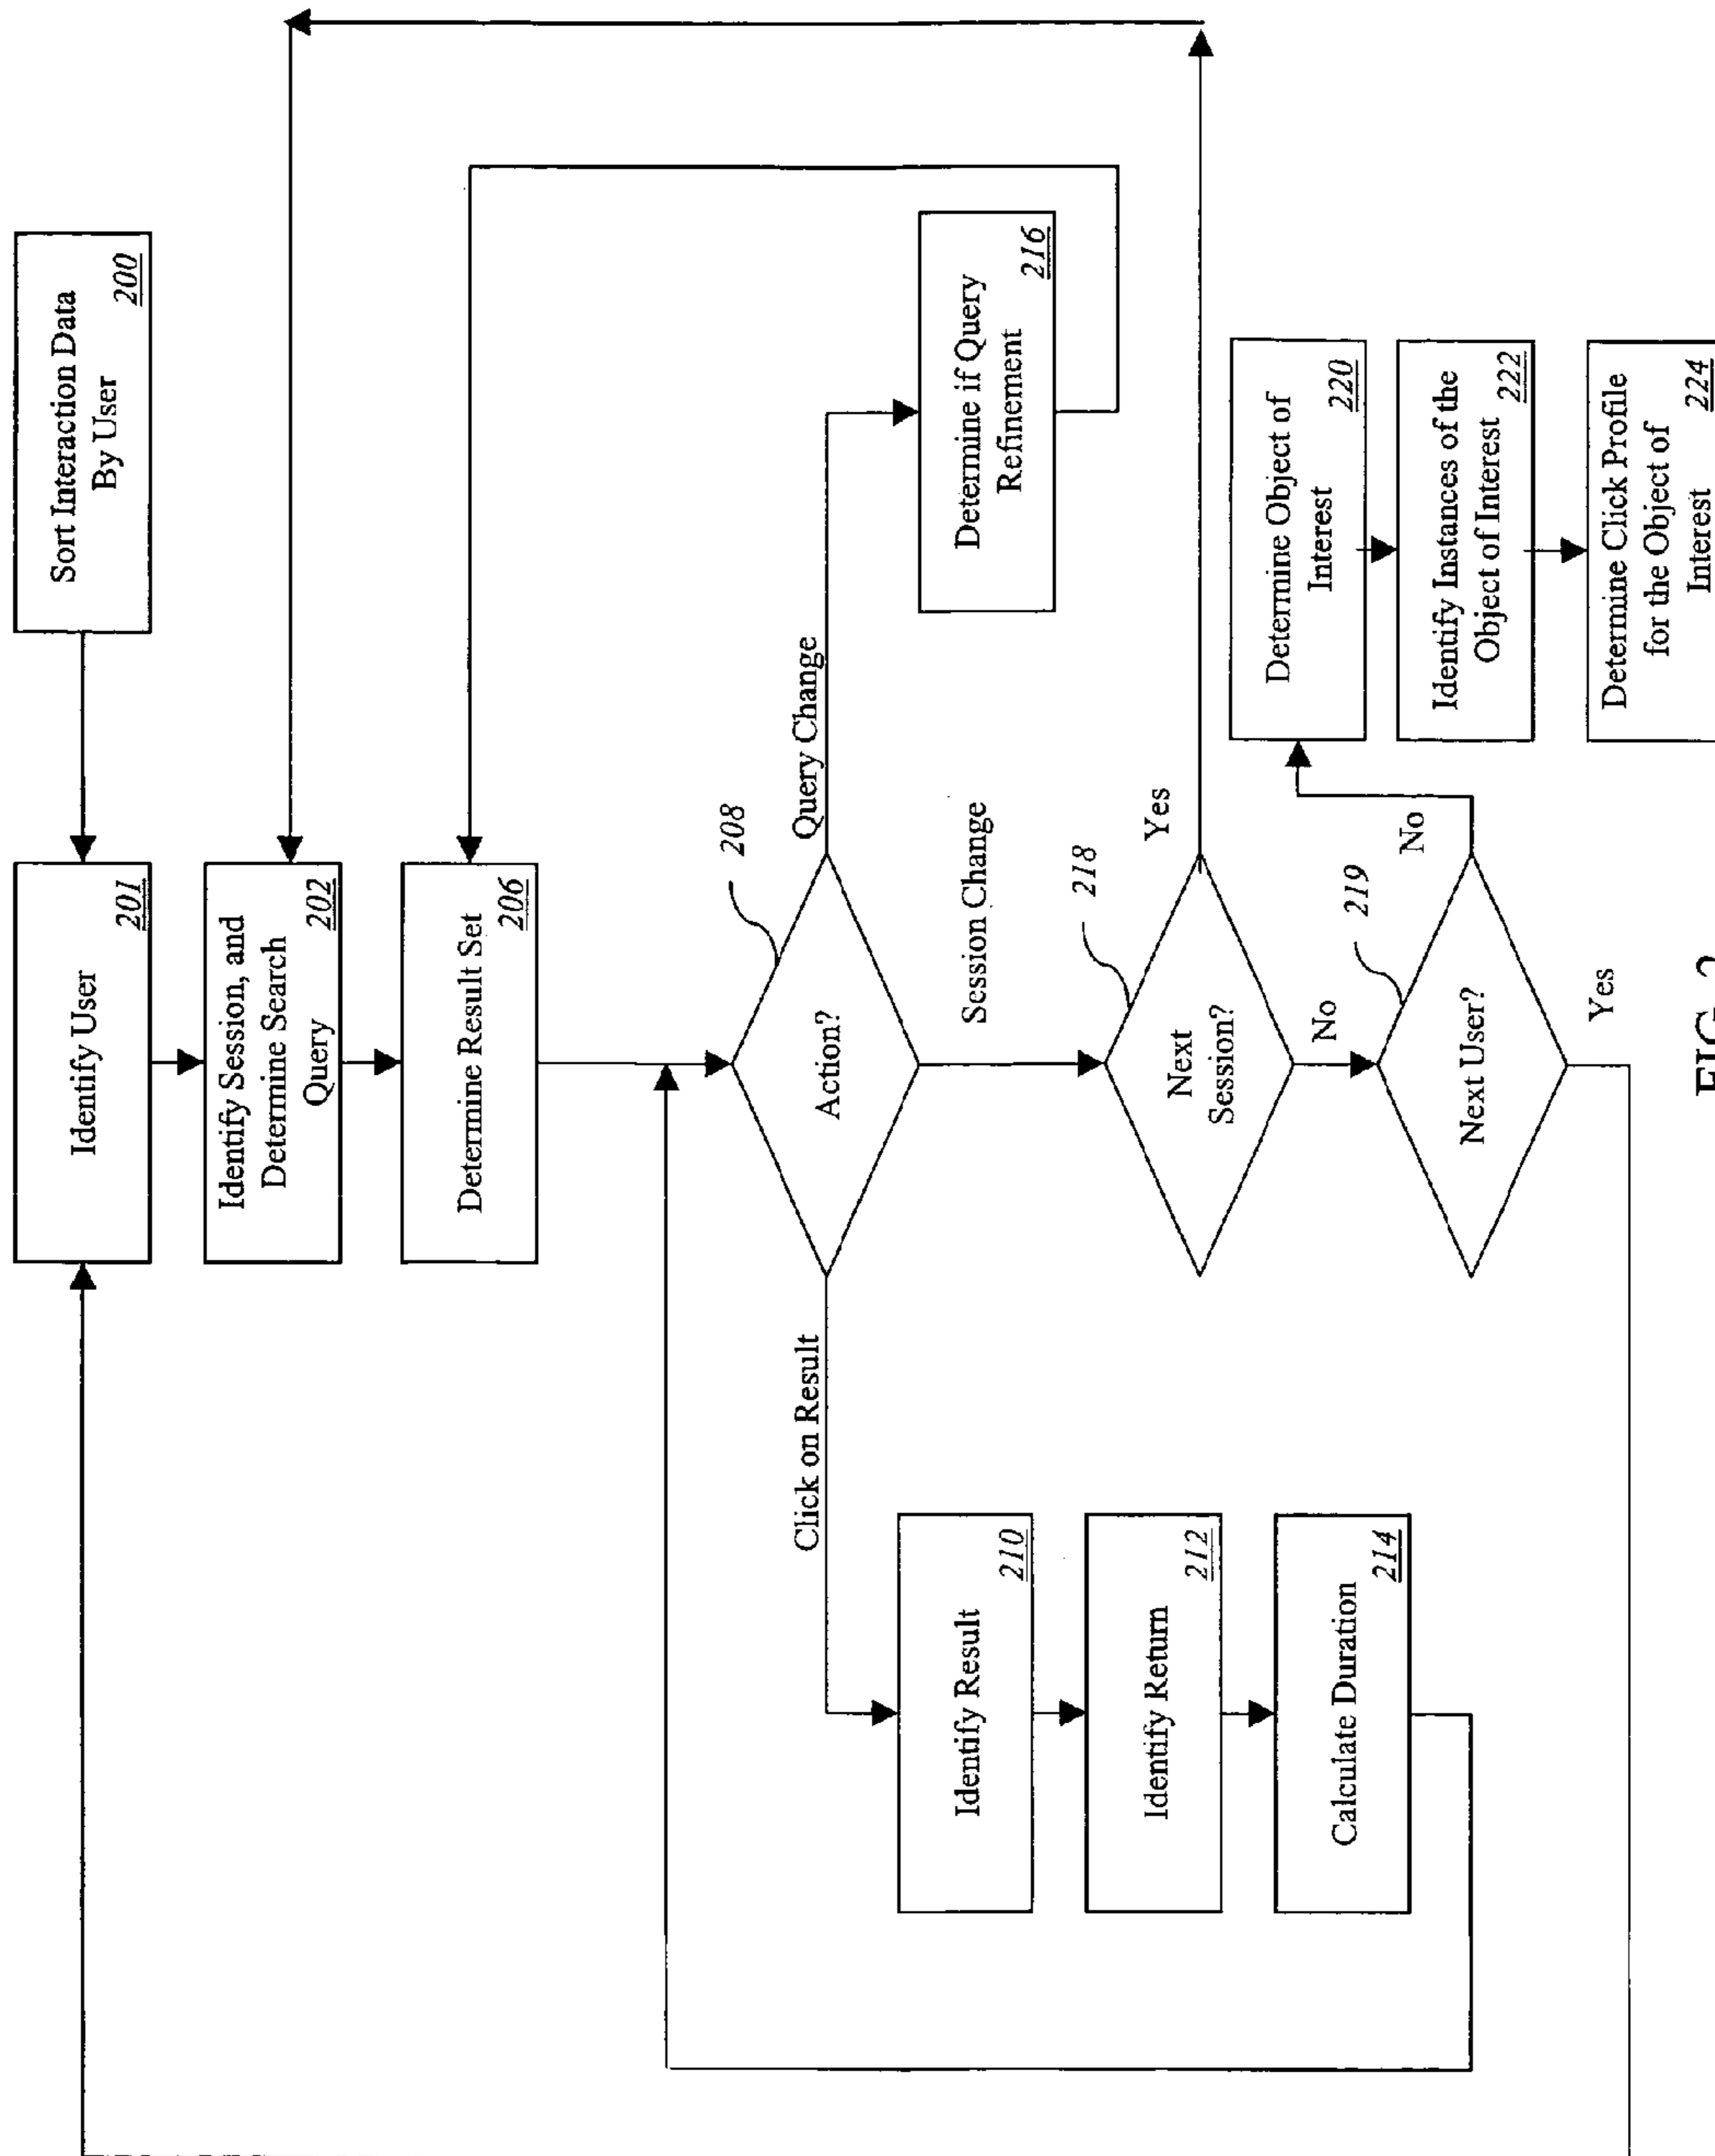 Sort Interaction Data
By User
200
Identify User
201
Identify Session, and
Determine Search
Query
202
Determine Result Set
206
Action?
208
Click on Result
Query Change
Session Change
Identify Result
210
Identify Return
212
Calculate Duration
214
Determine if Query
Refinement
216
Next
Session?
218
Yes
No
Next User?
219
No
Yes
Determine Object of
Interest
220
Identify Instances of the
Object of Interest
222
Determine Click Profile
for the Object of
Interest
224